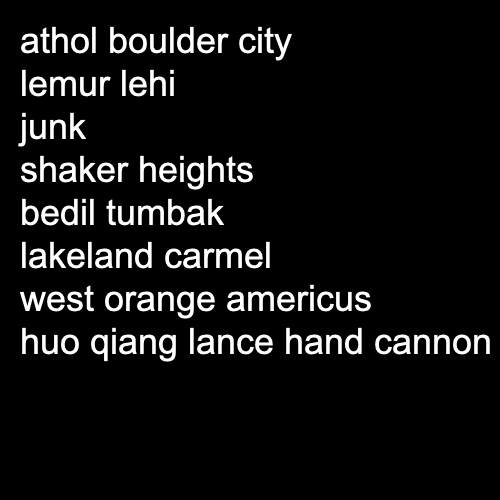 athol boulder city
lemur lehi
junk
shaker heights
bedil tumbak
lakeland carmel
west orange americus
huo qiang lance hand cannon